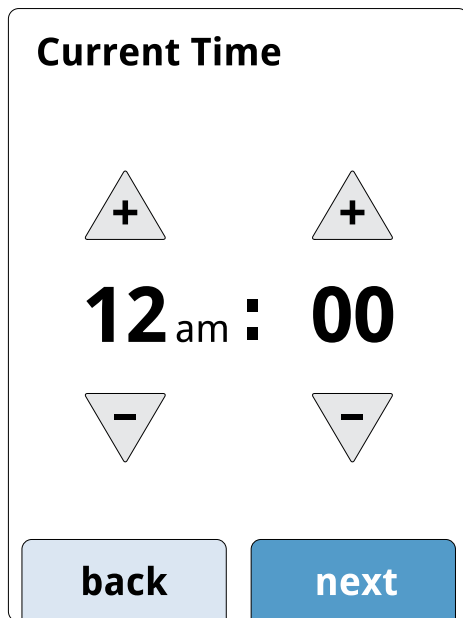 Current Time
+ +
12 am : 00
– –
back next